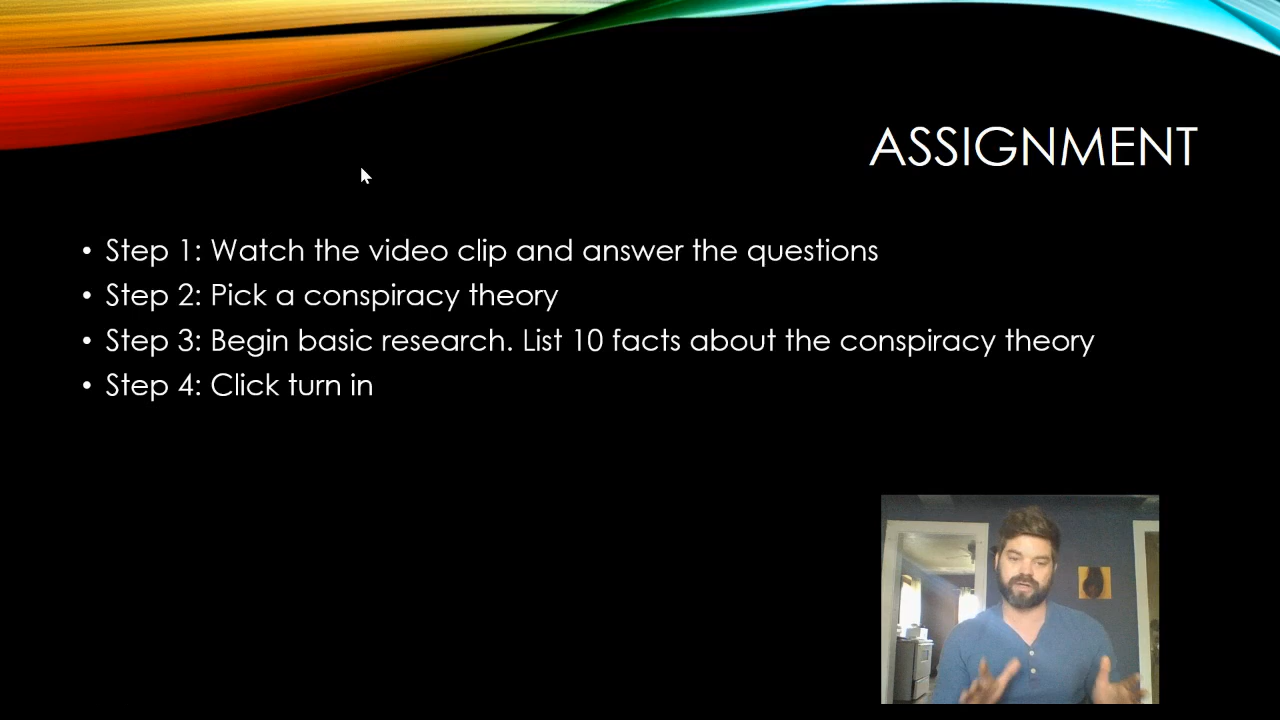 ASSIGNMENT
• Step 1: Watch the video clip and answer the questions
• Step 2: Pick a conspiracy theory
• Step 3: Begin basic research. List 10 facts about the conspiracy theory
• Step 4: Click turn in